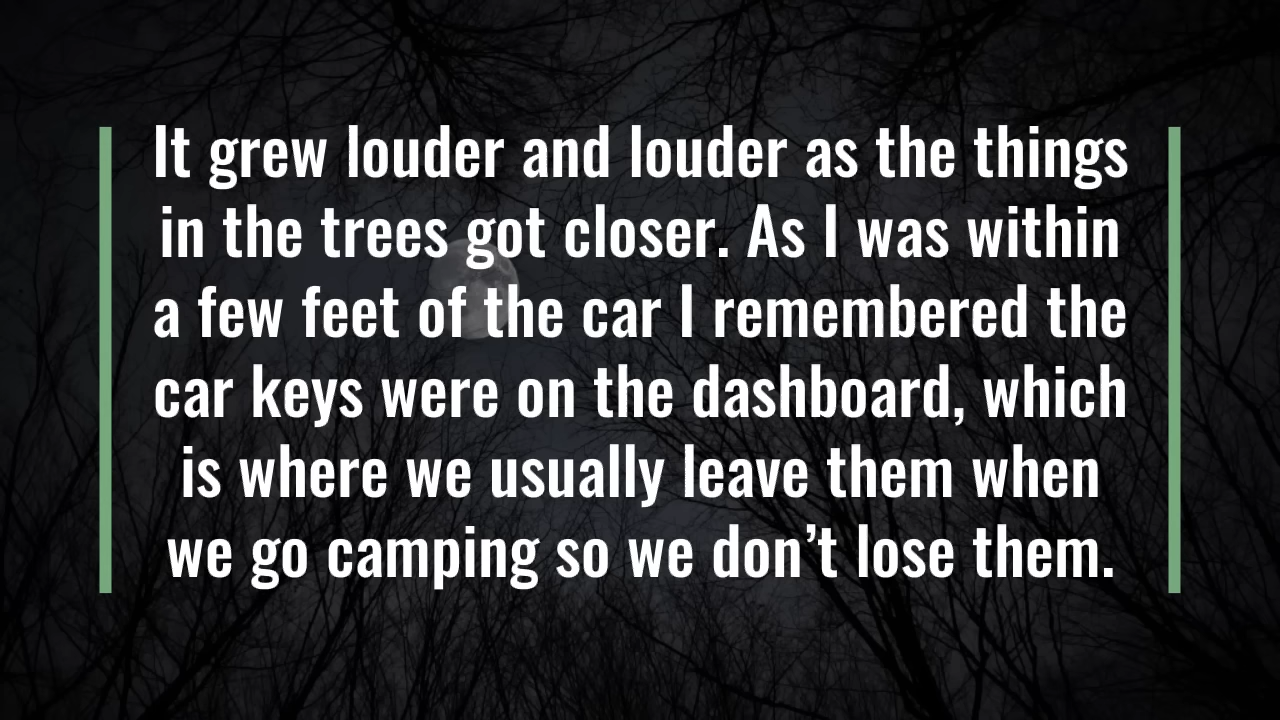 It grew louder and louder as the things
in the trees got closer. As I was within
a few feet of the car I remembered the
car keys were on the dashboard, which
is where we usually leave them when
we go camping so we don’t lose them.